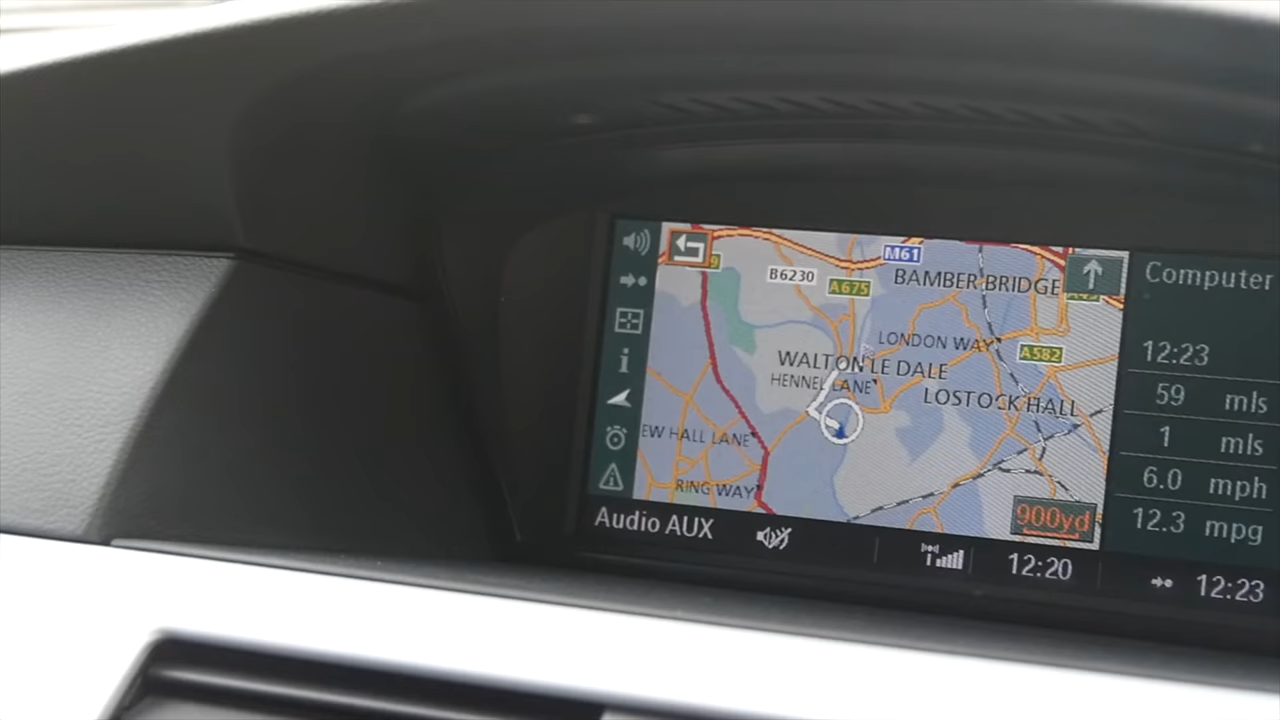 M61
B6230
A675
BAMBER BRIDGE
Computer
LONDON WAY
A582
12:23
WALTON LE DALE
HENNEL LANE
59 mls
LOSTOCK HALL
1 mls
EW HALL LANE
6.0 mph
RING WAY
900yd
12.3 mpg
Audio AUX
12:20
12:23